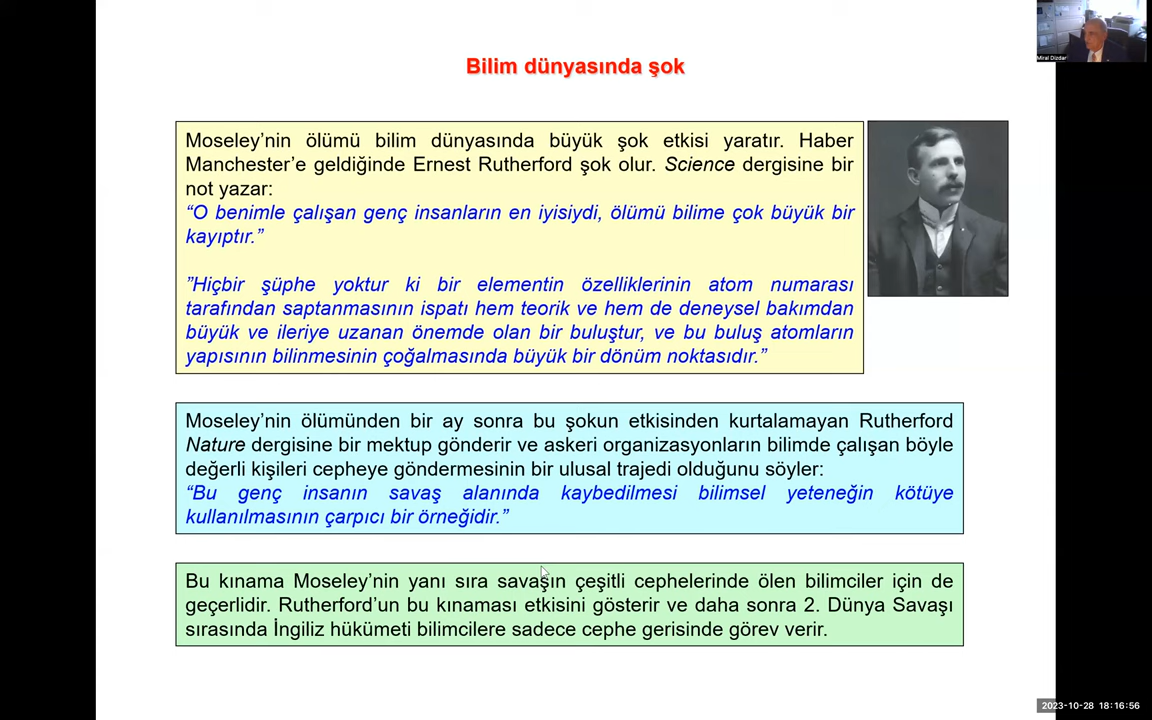 Bilim dünyasında şok
Miral Dizdar
Moseley’nin ölümü bilim dünyasında büyük şok etkisi yaratır. Haber
Manchester’e geldiğinde Ernest Rutherford şok olur. Science dergisine bir
not yazar:
“O benimle çalışan genç insanların en iyisiydi, ölümü bilime çok büyük bir
kayıptır.”
”Hiçbir şüphe yoktur ki bir elementin özelliklerinin atom numarası
tarafından saptanmasının ispatı hem teorik ve hem de deneysel bakımdan
büyük ve ileriye uzanan önemde olan bir buluştur, ve bu buluş atomların
yapısının bilinmesinin çoğalmasında büyük bir dönüm noktasıdır.”
Moseley’nin ölümünden bir ay sonra bu şokun etkisinden kurtalamayan Rutherford
Nature dergisine bir mektup gönderir ve askeri organizasyonların bilimde çalışan böyle
değerli kişileri cepheye göndermesinin bir ulusal trajedi olduğunu söyler:
“Bu genç insanın savaş alanında kaybedilmesi bilimsel yeteneğin kötüye
kullanılmasının çarpıcı bir örneğidir.”
Bu kınama Moseley’nin yanı sıra savaşın çeşitli cephelerinde ölen bilimciler için de
geçerlidir. Rutherford’un bu kınaması etkisini gösterir ve daha sonra 2. Dünya Savaşı
sırasında İngiliz hükümeti bilimcilere sadece cephe gerisinde görev verir.
2023-10-28 18:16:56